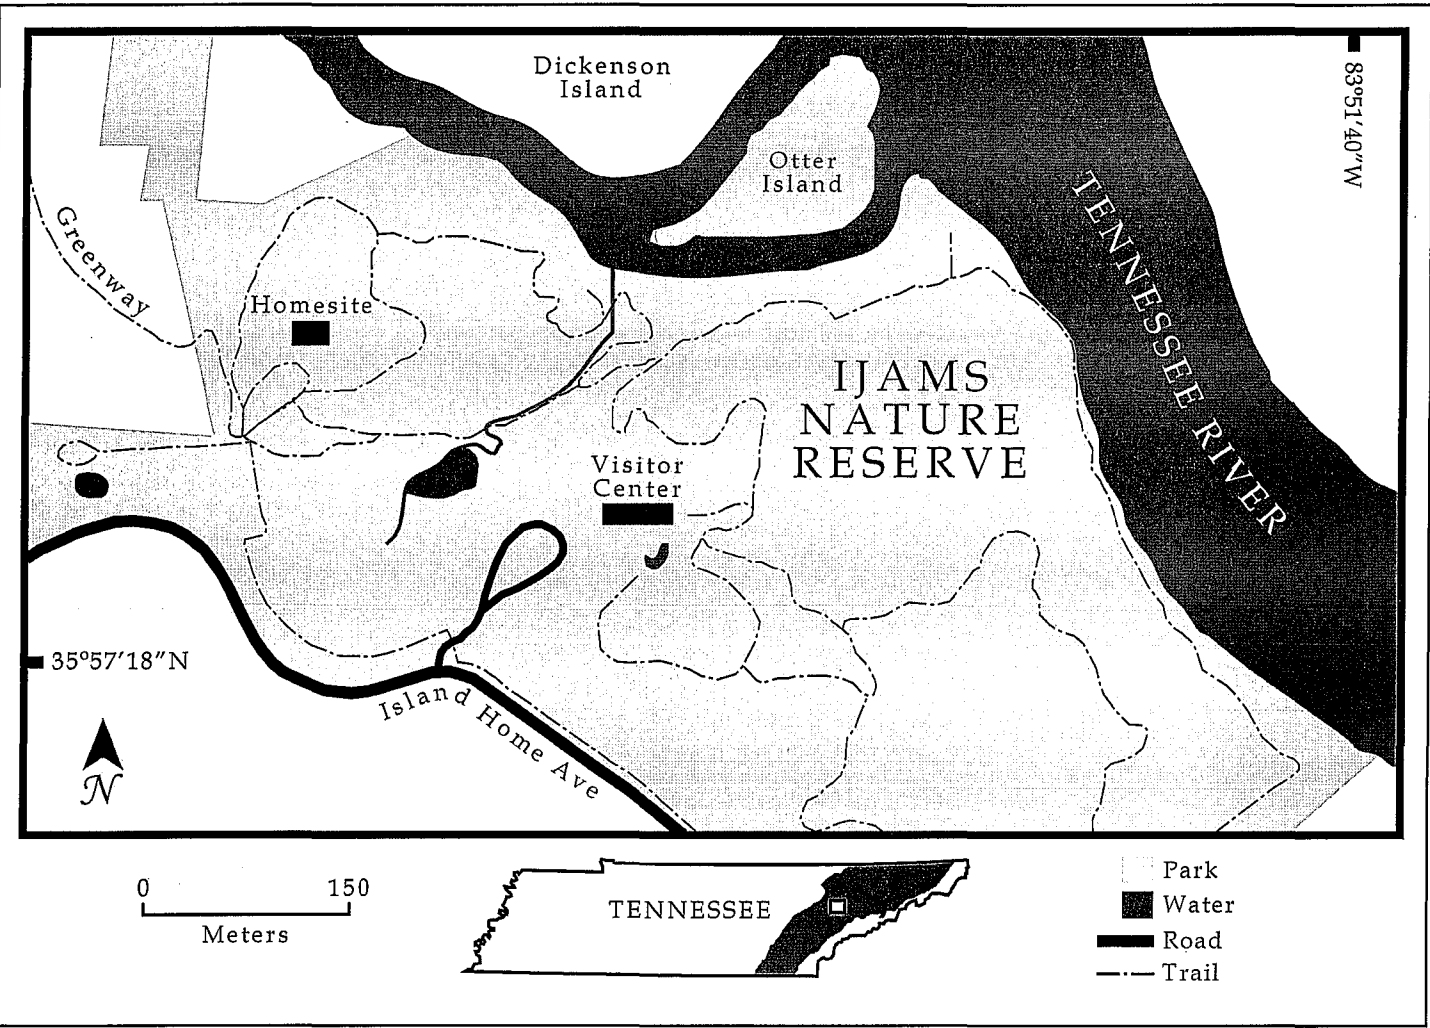 Dickenson
Island
83°51'40"W
Otter
Island
TENNESSEE RIVER
Greenway
Homesite
IJAMS
NATURE
RESERVE
Visitor
Center
35°57'18"N
Island Home Ave
N
0 150
Meters
TENNESSEE
Park
Water
Road
Trail